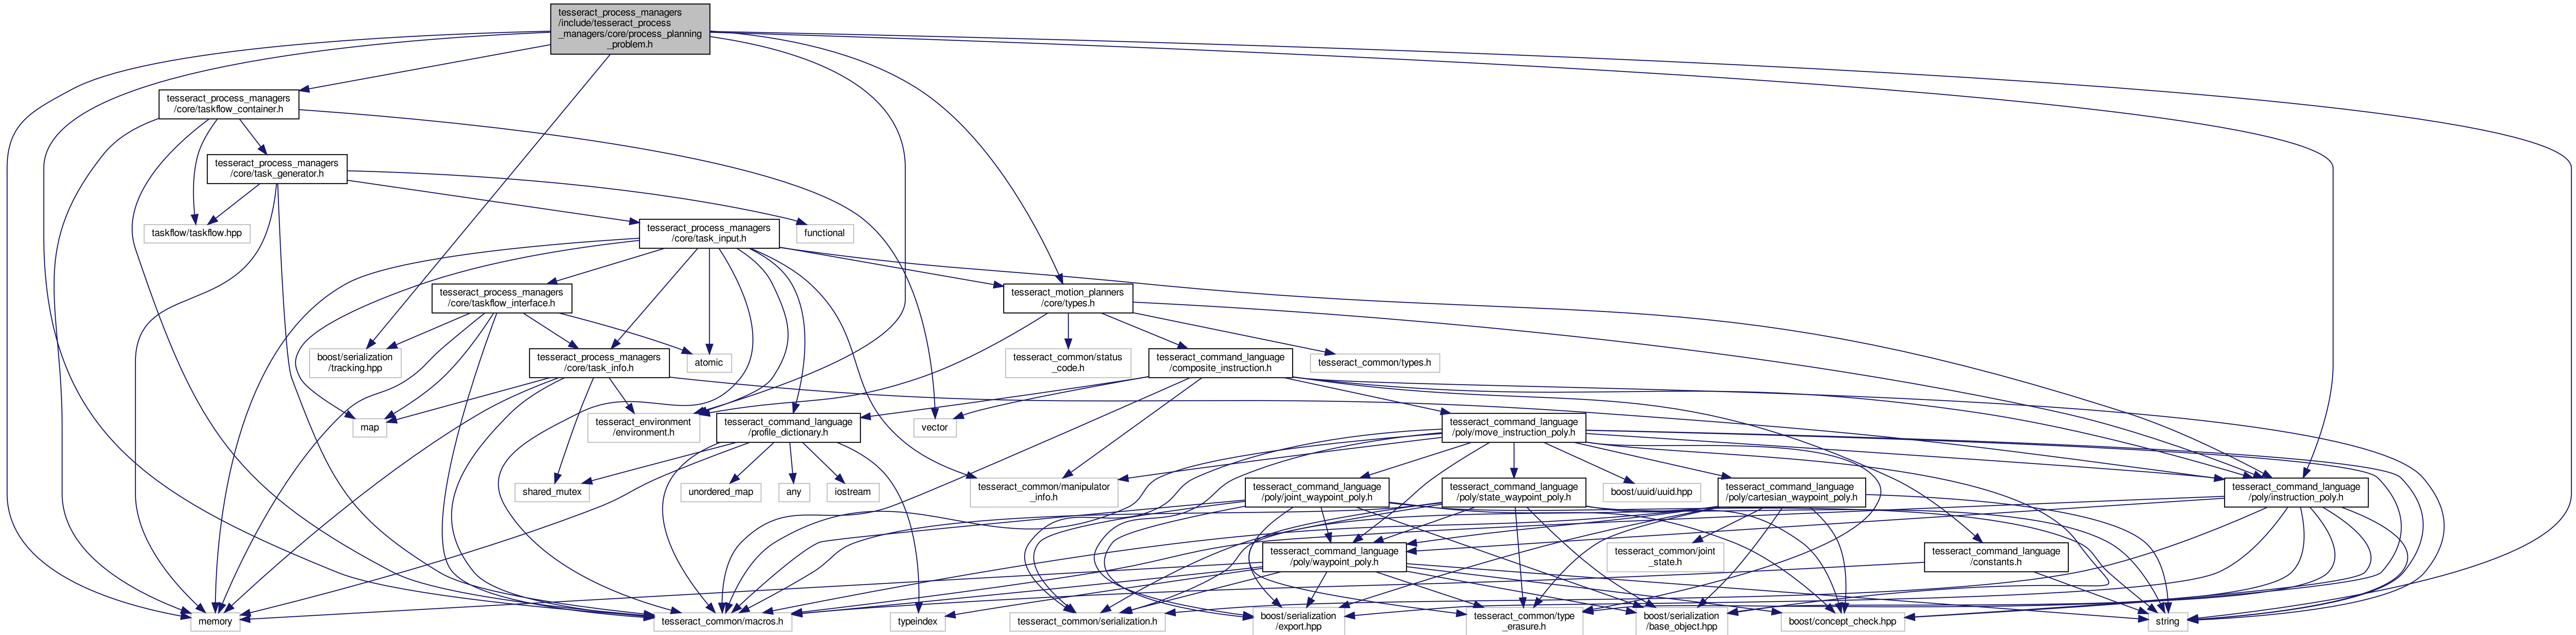 tesseract_process_managers
/include/tesseract_process
_managers/core/process_planning
_problem.h
tesseract_process_managers
/core/taskflow_container.h
tesseract_process_managers
/core/task_generator.h
taskflow/taskflow.hpp
tesseract_process_managers
/core/task_input.h
functional
tesseract_process_managers
/core/taskflow_interface.h
tesseract_motion_planners
/core/types.h
boost/serialization
/tracking.hpp
tesseract_process_managers
/core/task_info.h
atomic
tesseract_common/status
_code.h
tesseract_command_language
/composite_instruction.h
tesseract_common/types.h
map
tesseract_environment
/environment.h
tesseract_command_language
/profile_dictionary.h
vector
tesseract_command_language
/poly/move_instruction_poly.h
shared_mutex
unordered_map
any
iostream
tesseract_common/manipulator
_info.h
tesseract_command_language
/poly/joint_waypoint_poly.h
tesseract_command_language
/poly/state_waypoint_poly.h
boost/uuid/uuid.hpp
tesseract_command_language
/poly/cartesian_waypoint_poly.h
tesseract_command_language
/poly/instruction_poly.h
tesseract_command_language
/poly/waypoint_poly.h
tesseract_common/joint
_state.h
tesseract_command_language
/constants.h
memory
tesseract_common/macros.h
typeindex
tesseract_common/serialization.h
boost/serialization
/export.hpp
tesseract_common/type
_erasure.h
boost/serialization
/base_object.hpp
boost/concept_check.hpp
string